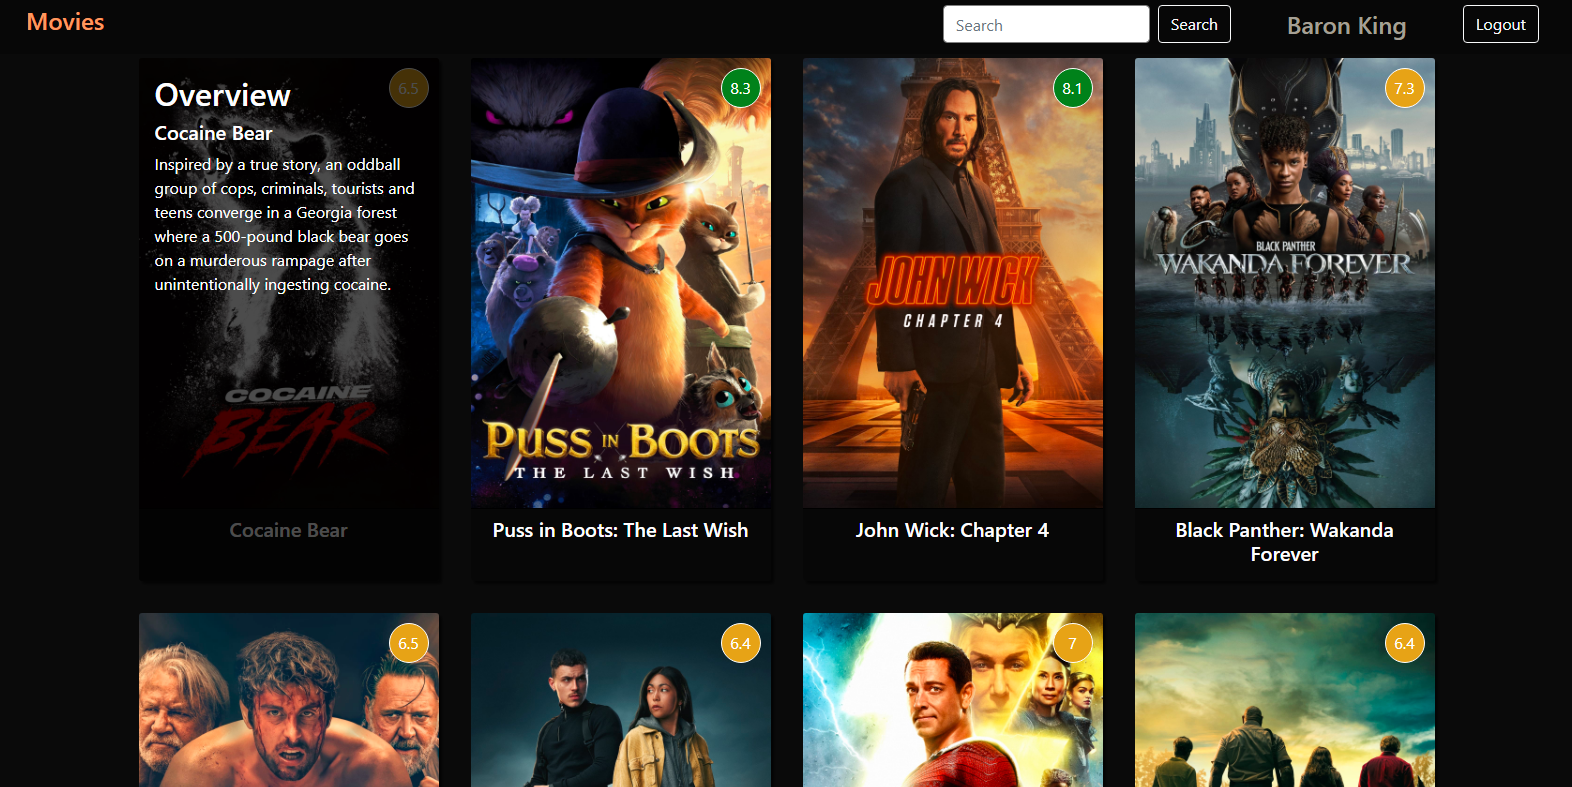 Movies
Search
Search
Baron King
Logout
Overview
6.5
Cocaine Bear
Inspired by a true story, an oddball
group of cops, criminals, tourists and
teens converge in a Georgia forest
where a 500-pound black bear goes
on a murderous rampage after
unintentionally ingesting cocaine.
COCAINE
BEAR
Cocaine Bear
8.3
PUSS IN BOOTS
THE LAST WISH
Puss in Boots: The Last Wish
8.1
JOHN WICK
CHAPTER 4
John Wick: Chapter 4
7.3
BLACK PANTHER
WAKANDA FOREVER
Black Panther: Wakanda
Forever
6.5
6.4
7
6.4